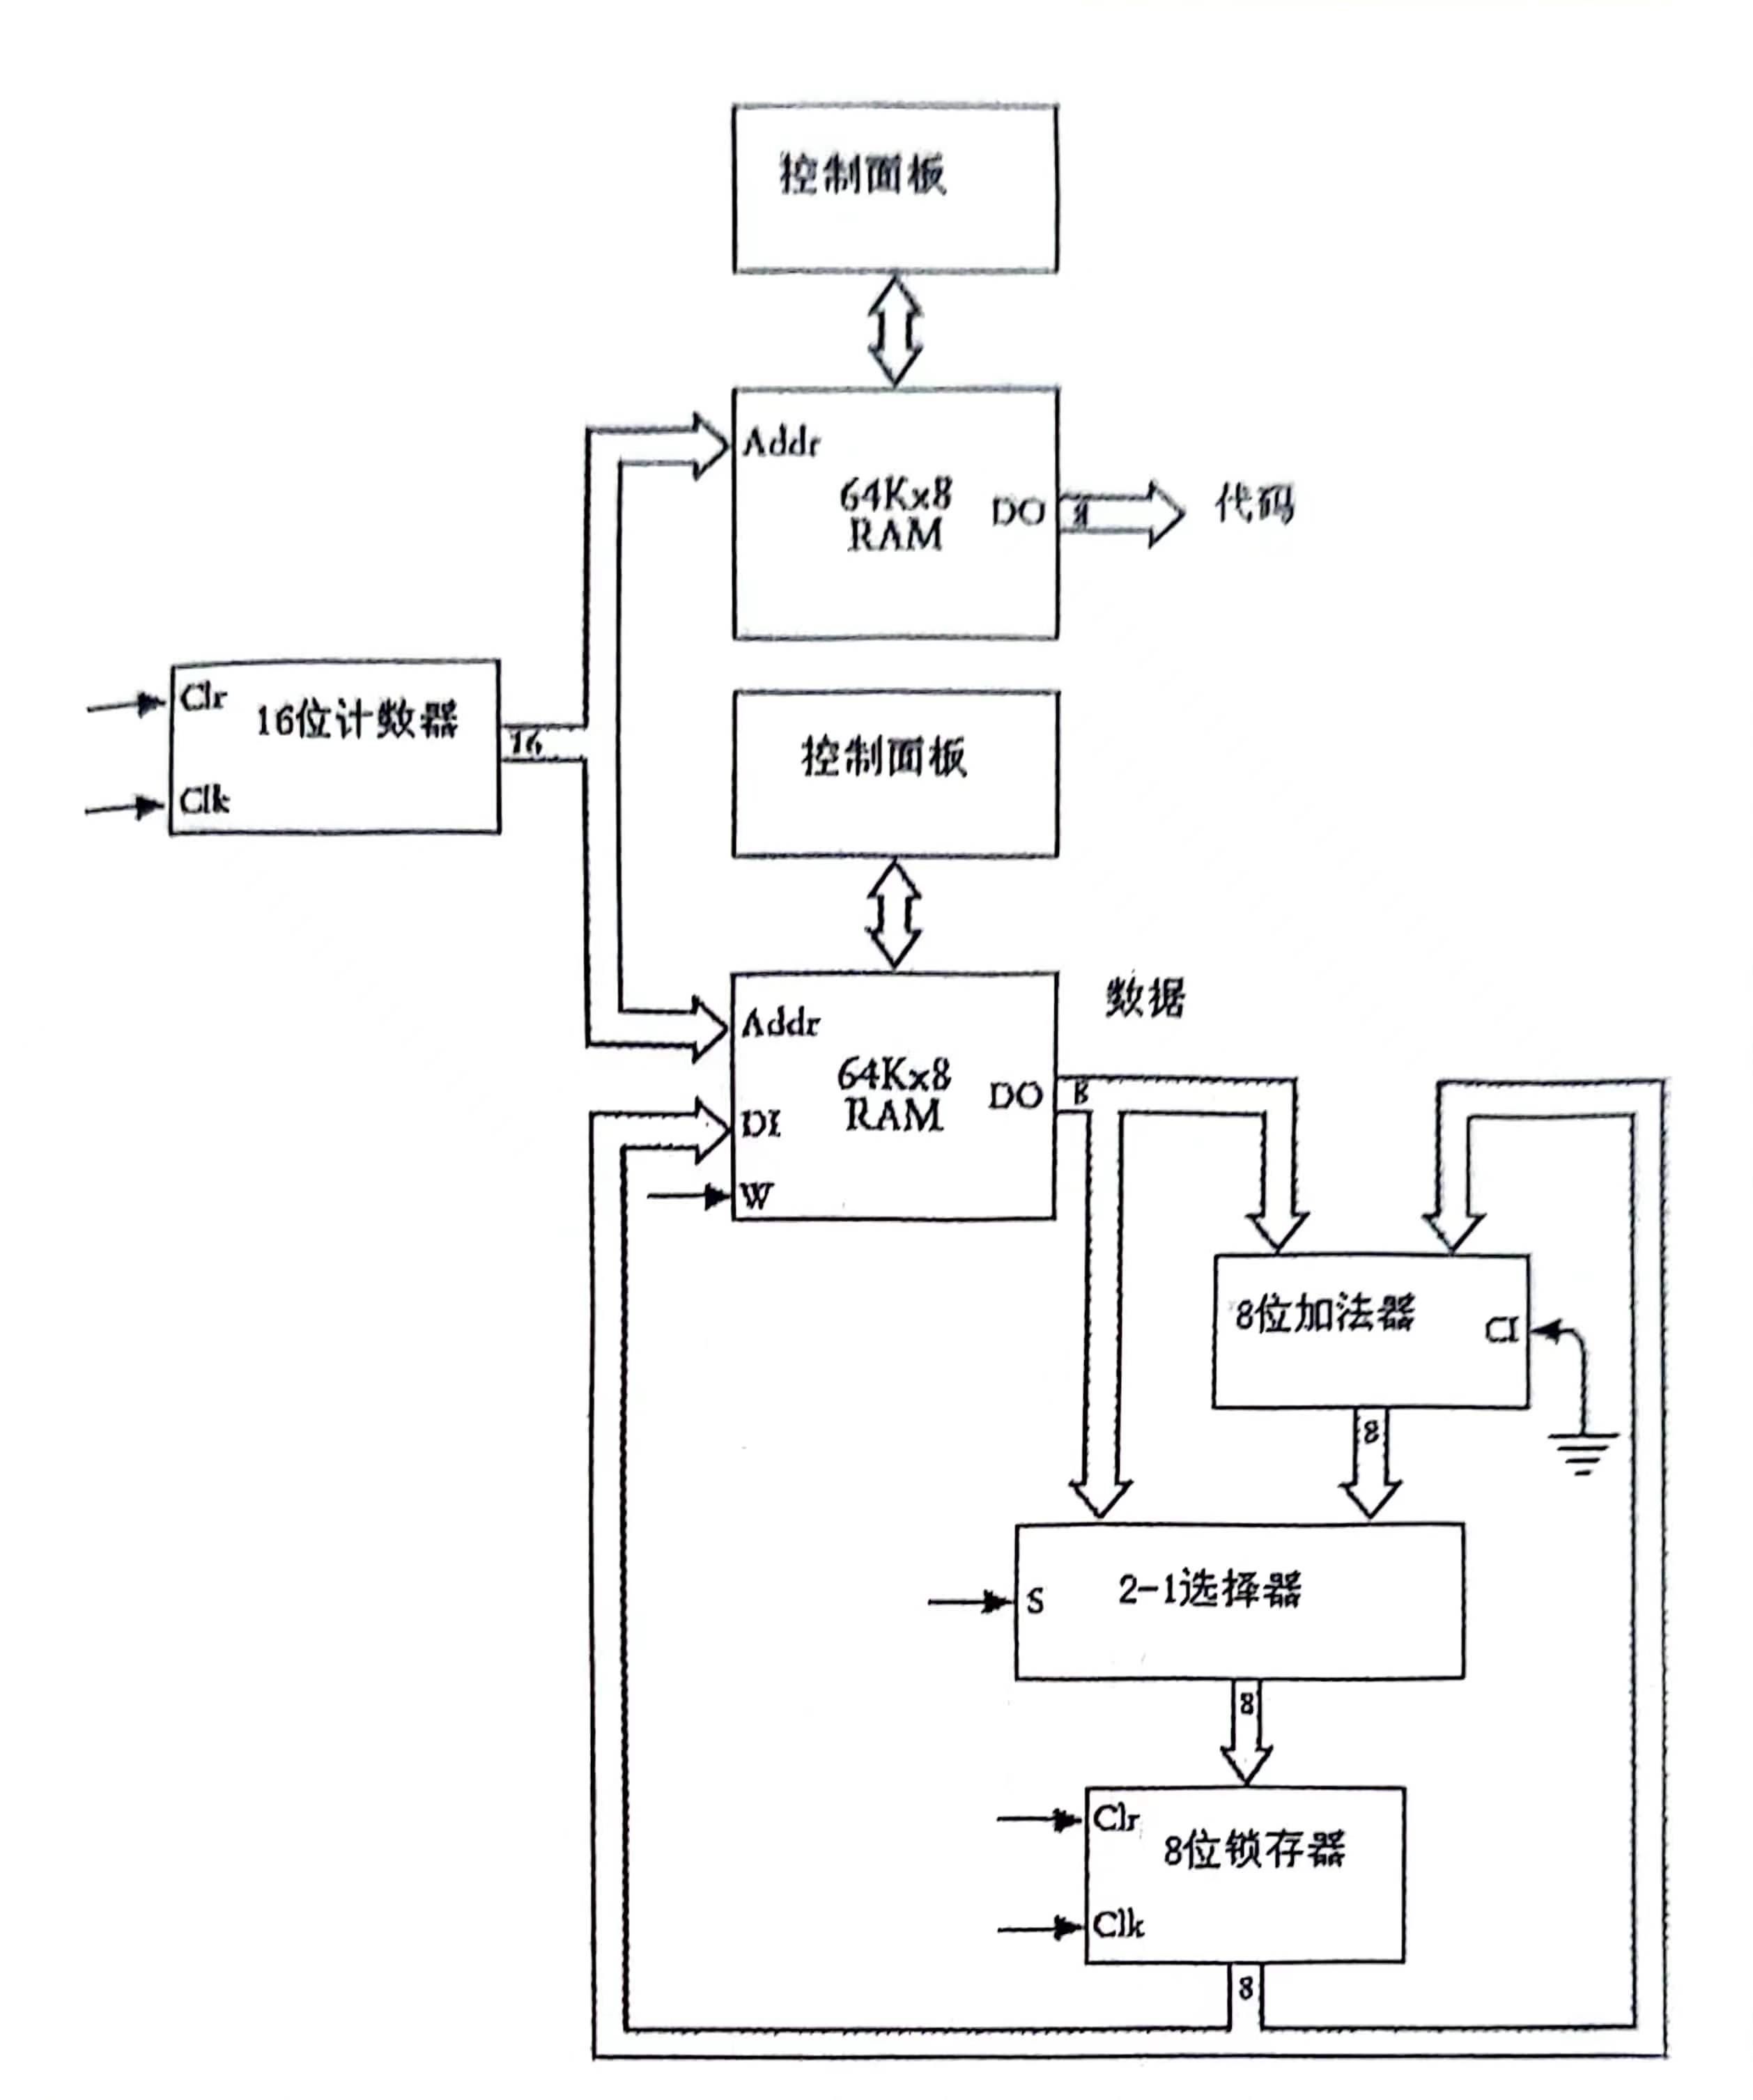 控制面板
Addr
64Kx8
RAM
DO
8
代码
Clr
16位计数器
Clk
16
控制面板
数据
Addr
64Kx8
RAM
DO
8
DI
W
8位加法器
CI
8
2-1选择器
S
8
Clr
8位锁存器
Clk
8